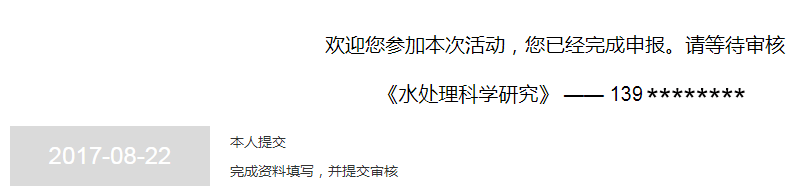 欢迎您参加本次活动，您已经完成申报。请等待审核
《水处理科学研究》 —— 139********
2017-08-22
本人提交
完成资料填写，并提交审核